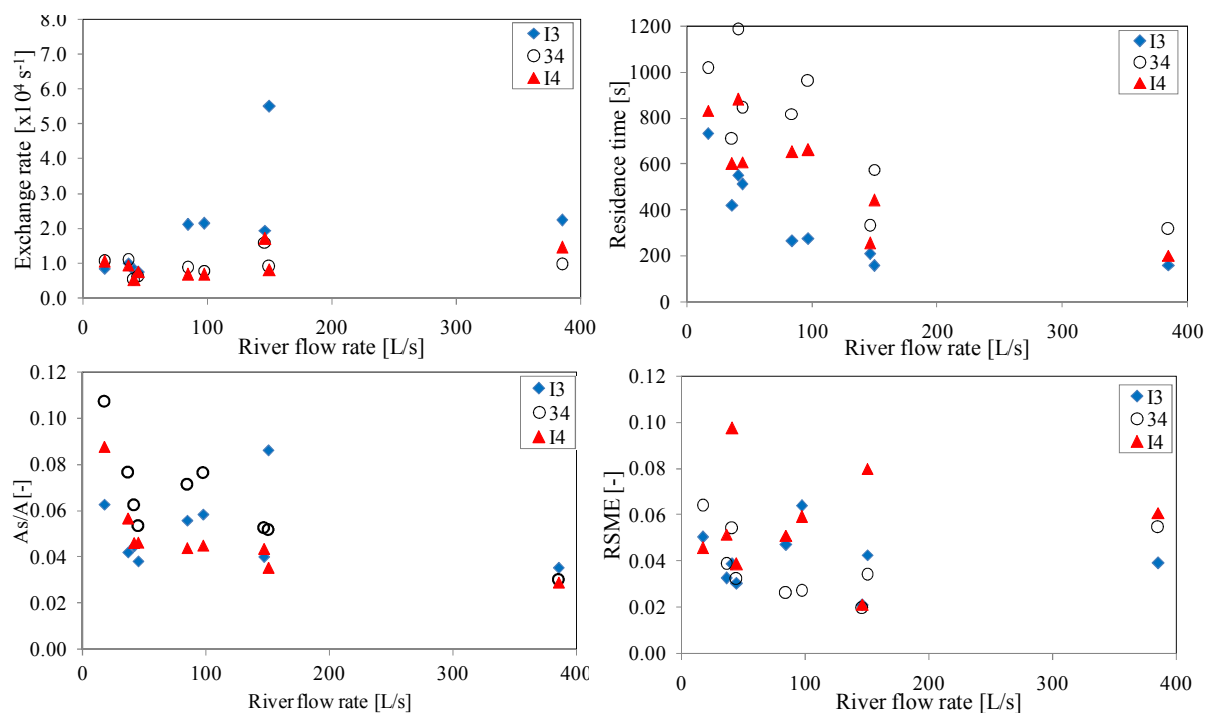 8.0
7.0
6.0
5.0
4.0
3.0
2.0
1.0
0.0
Exchange rate [x10⁴ s⁻¹]
I3
34
I4
0 100 200 300 400
River flow rate [L/s]
1200
1000
800
600
400
200
0
Residence time [s]
I3
34
I4
0 100 200 300 400
River flow rate [L/s]
0.12
0.10
0.08
0.06
0.04
0.02
0.00
As/A [-]
I3
34
I4
0 100 200 300 400
River flow rate [L/s]
0.12
0.10
0.08
0.06
0.04
0.02
0.00
RSME [-]
I3
34
I4
0 100 200 300 400
River flow rate [L/s]